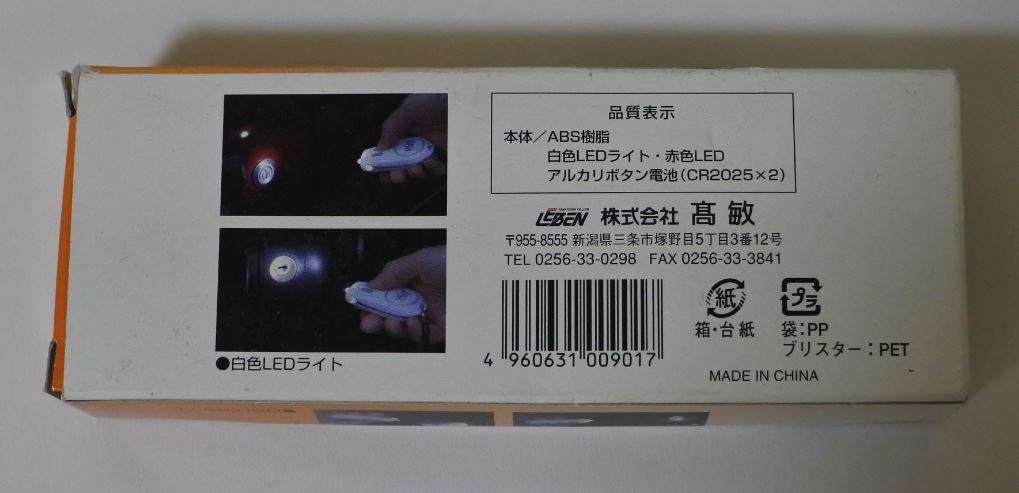 品質表示
本体／ABS樹脂
白色LEDライト・赤色LED
アルカリボタン電池(CR2025×2)
LEBEN 株式会社 髙敏
〒955-8555 新潟県三条市塚野目5丁目3番12号
TEL 0256-33-0298 FAX 0256-33-3841
紙 プラ
箱・台紙 袋:PP
ブリスター:PET
4 960631 009017
MADE IN CHINA
●白色LEDライト